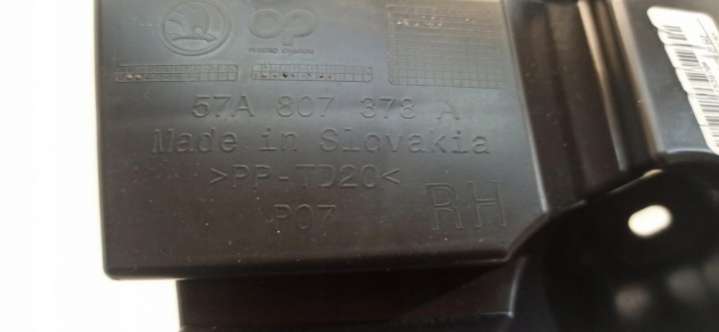 57A 807 378 A
Made in Slovakia
>PP-TD20<
P07
RH